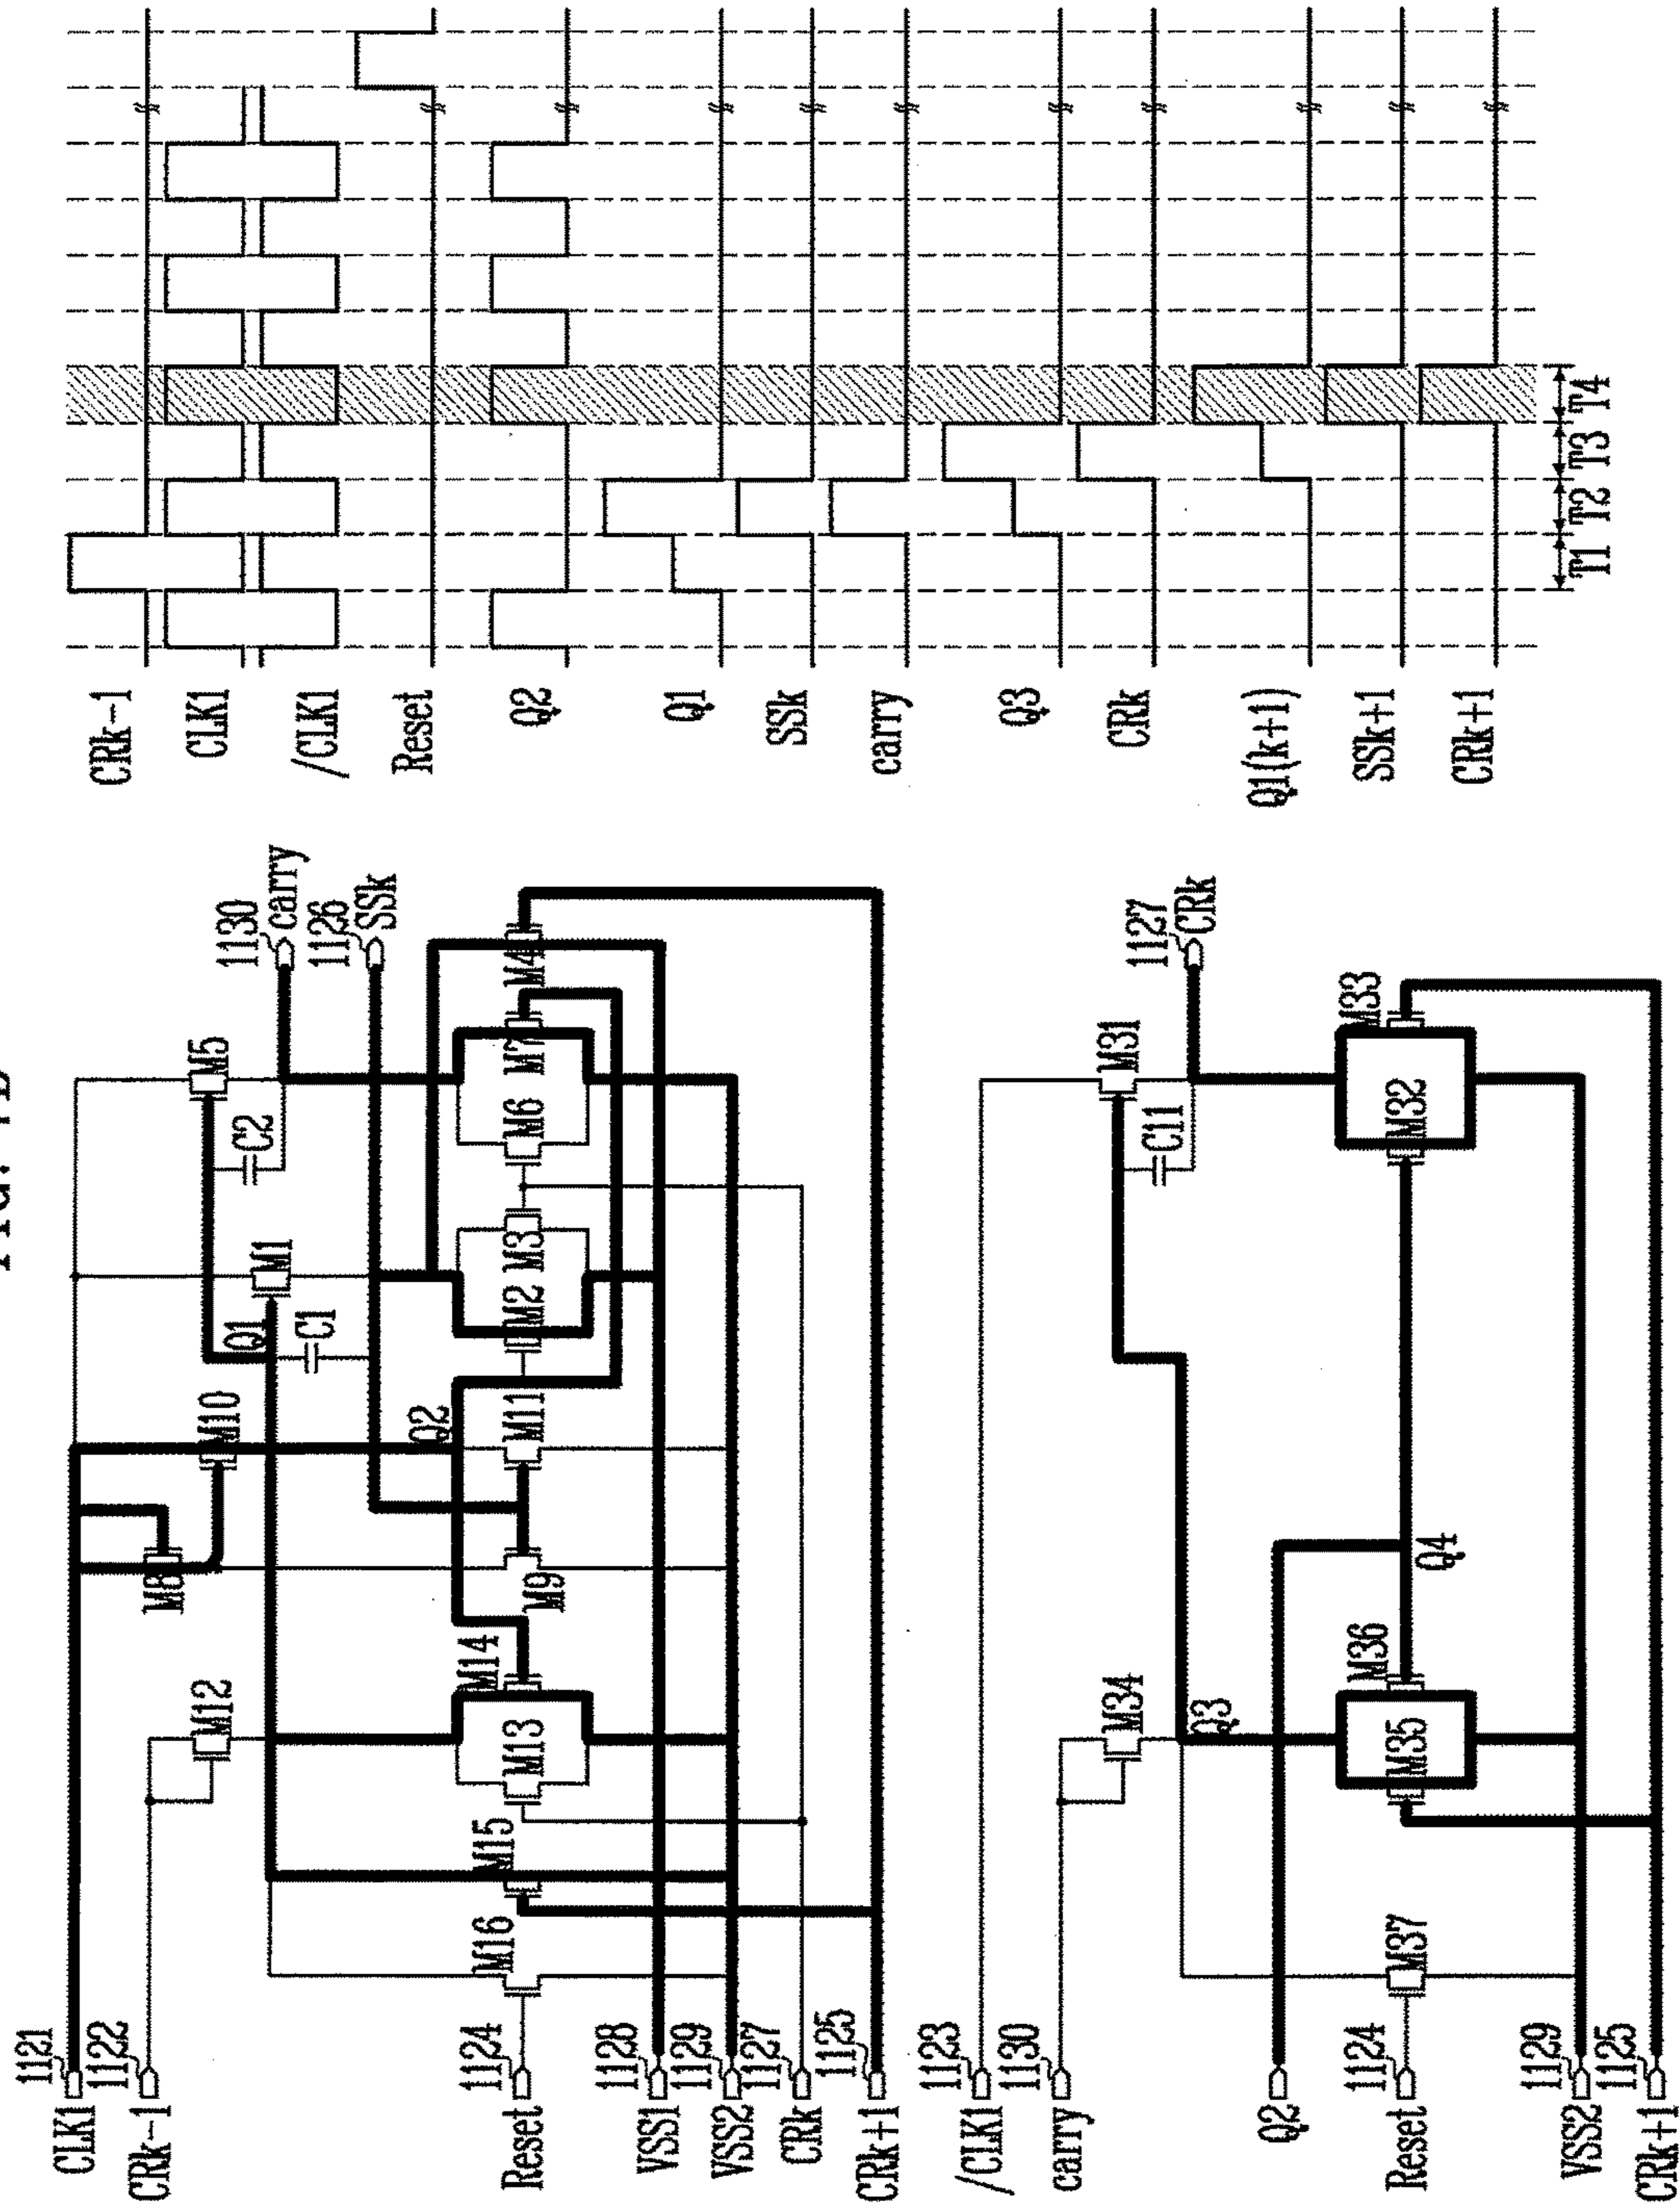 CLK1
1121
CRk-1
1122
M8
M10
M12
Q1
M1
M5
C1
C2
1130
carry
1126
SSk
Q2
M16
M15
M13
M14
M9
M11
M2
M3
M6
M7
M4
Reset
1124
VSS1
1128
VSS2
1129
CRk
1127
CRk+1
1125
/CLK1
1123
carry
1130
M34
Q3
M31
C11
1127
CRk
Q2
Q4
M37
M35
M36
M32
M33
Reset
1124
VSS2
1129
CRk+1
1125
CRk-1
CLK1
/CLK1
Reset
Q2
Q1
SSk
carry
Q3
CRk
Q1(k+1)
SSk+1
CRk+1
T1
T2
T3
T4